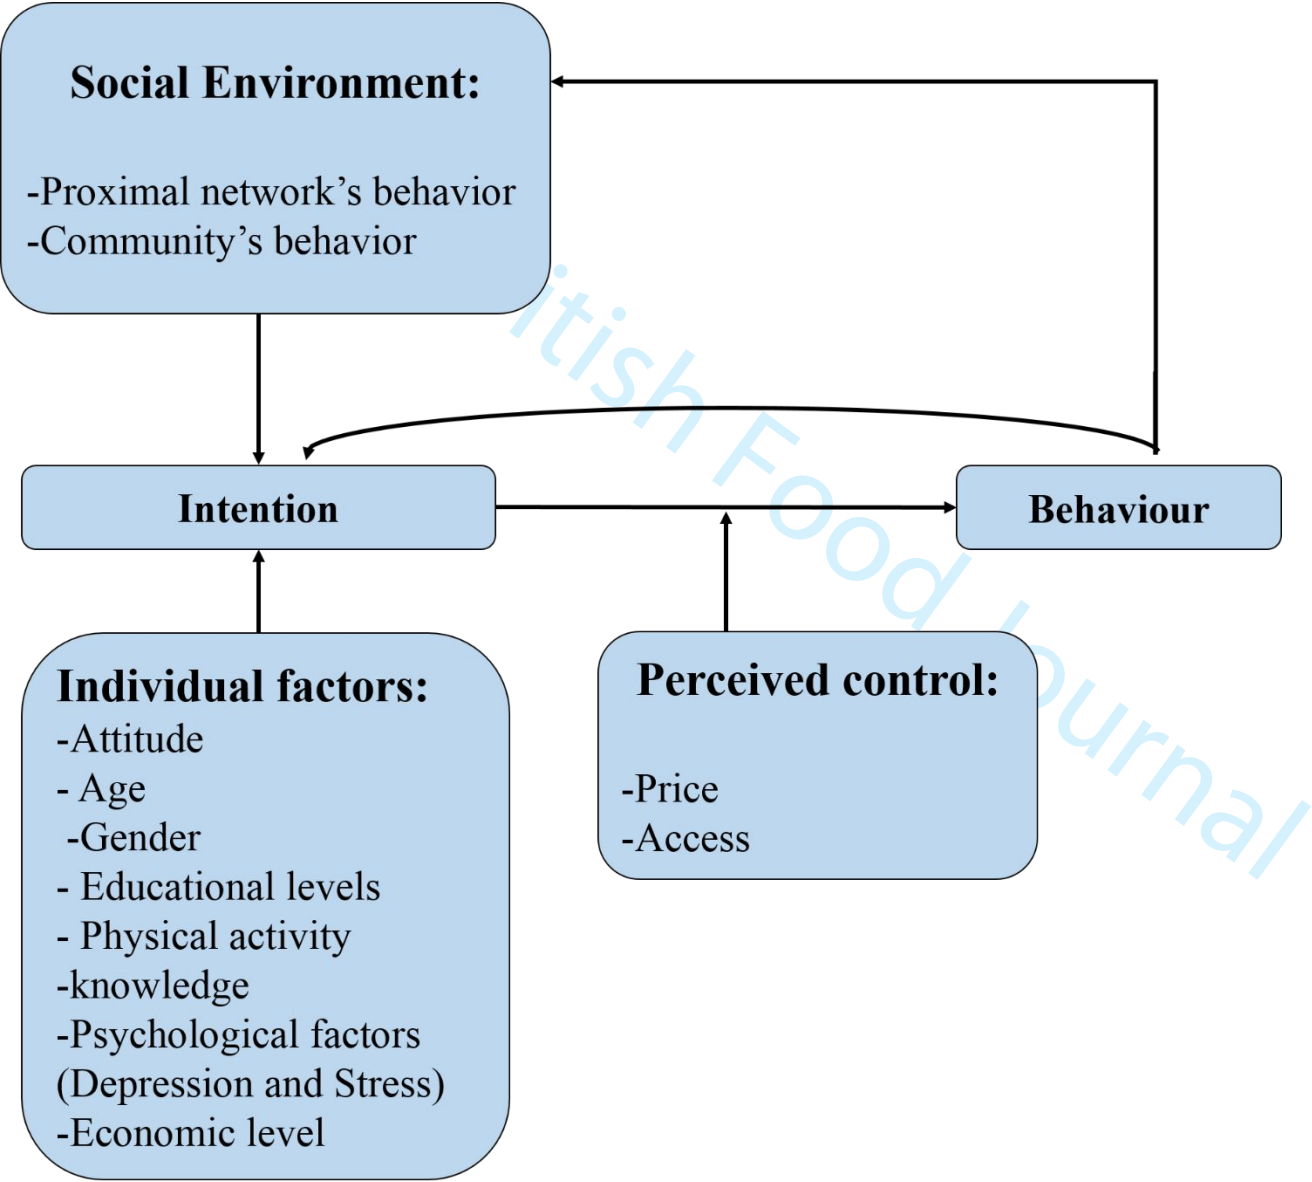 Social Environment:
-Proximal network’s behavior
-Community’s behavior
itish Food Journal
Intention
Behaviour
Individual factors:
-Attitude
- Age
-Gender
- Educational levels
- Physical activity
-knowledge
-Psychological factors
(Depression and Stress)
-Economic level
Perceived control:
-Price
-Access